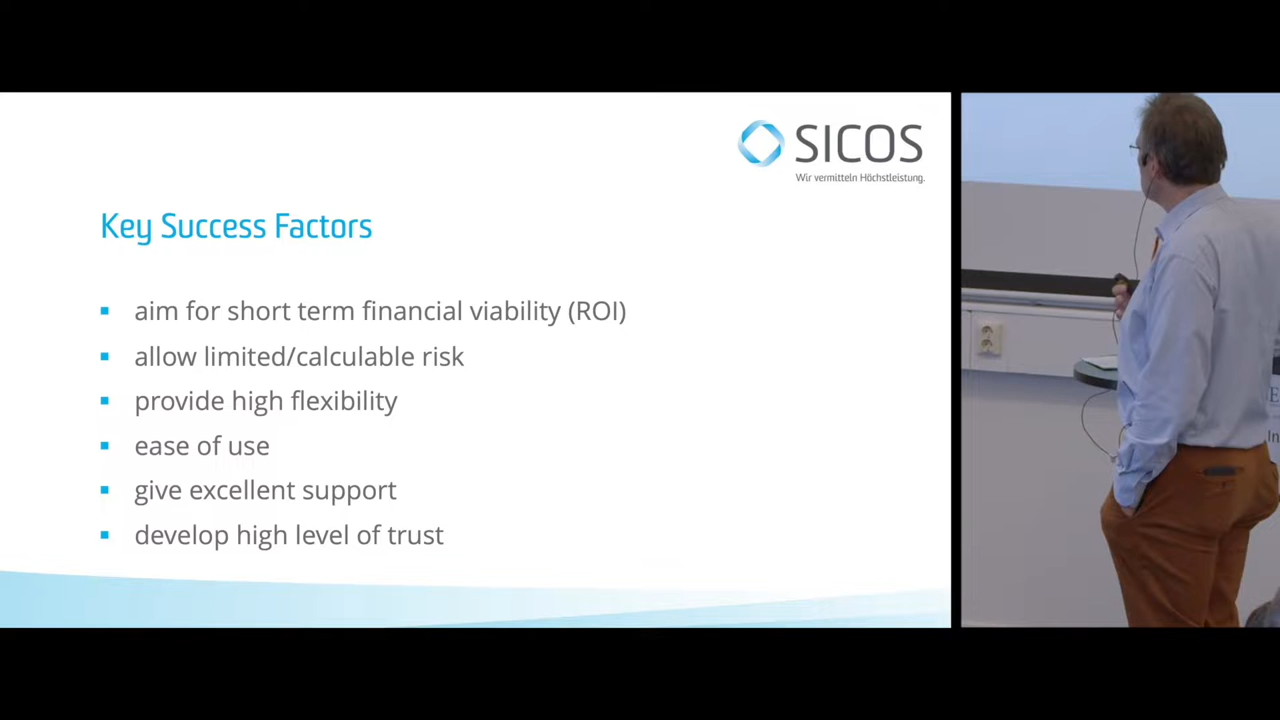 SICOS
Wir vermitteln Höchstleistung.
Key Success Factors
aim for short term financial viability (ROI)
allow limited/calculable risk
provide high flexibility
ease of use
give excellent support
develop high level of trust